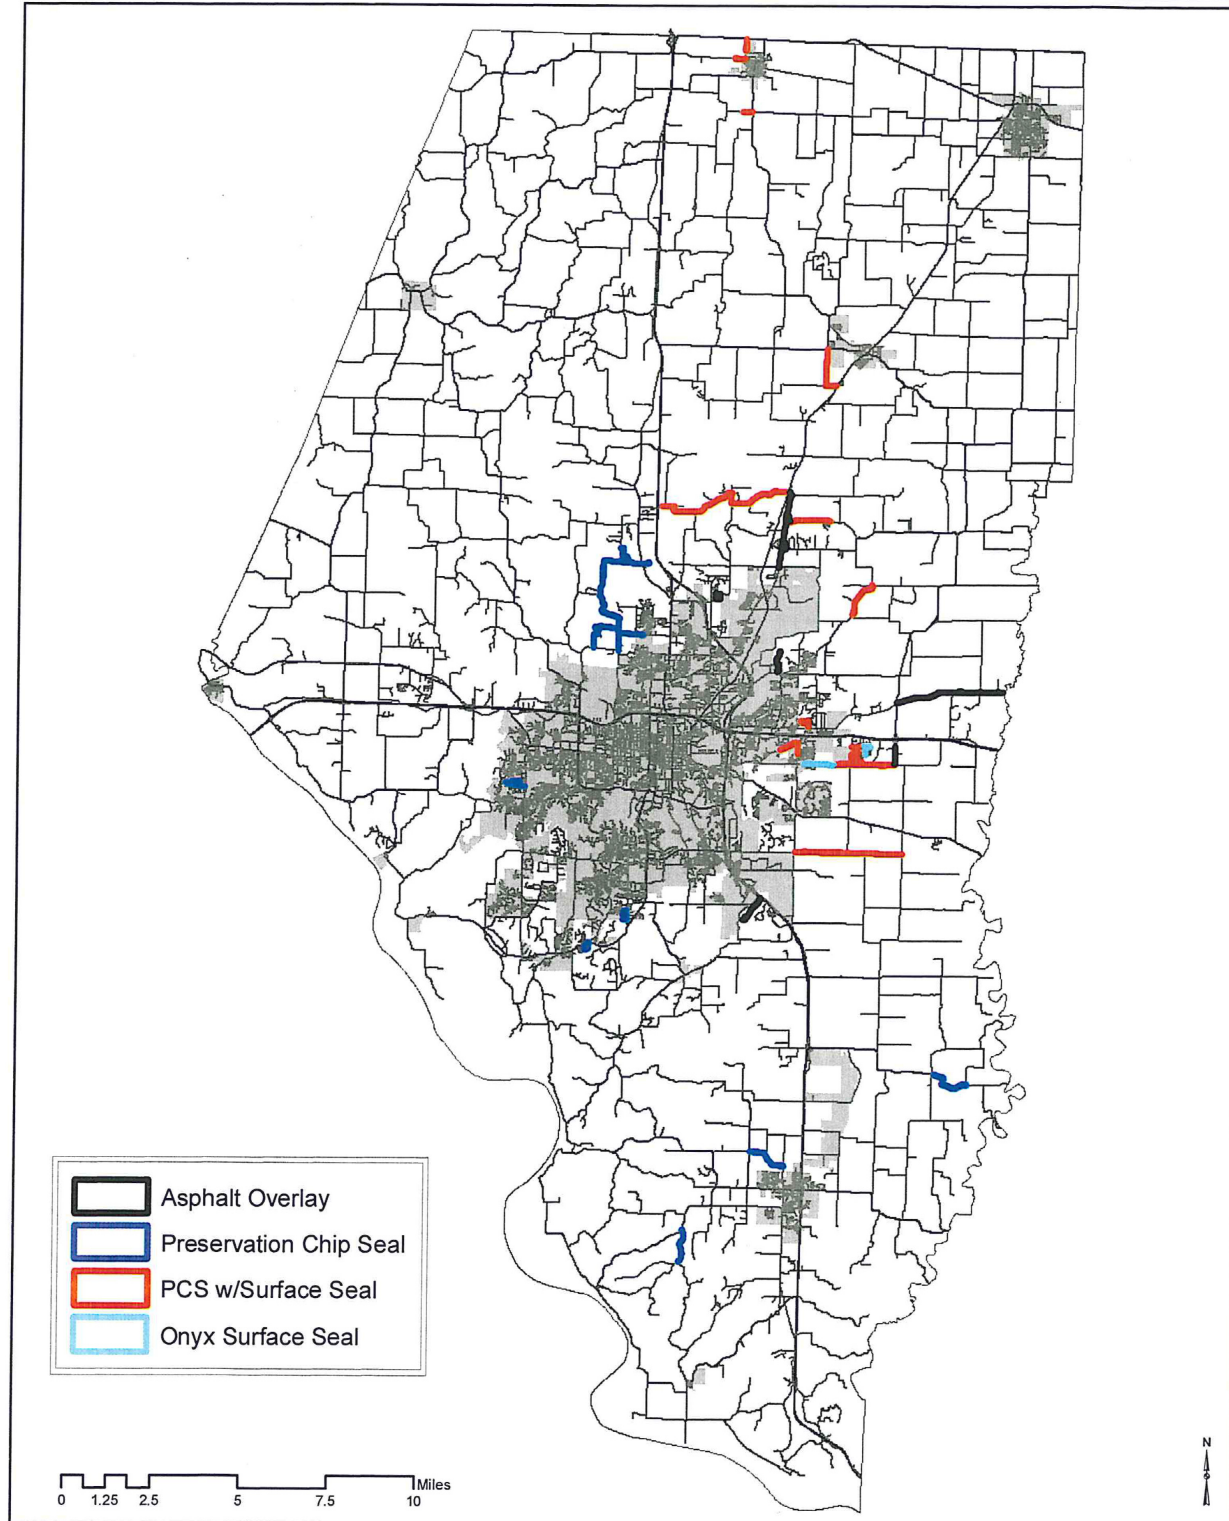 Asphalt Overlay
Preservation Chip Seal
PCS w/Surface Seal
Onyx Surface Seal
Miles
0 1.25 2.5 5 7.5 10
N